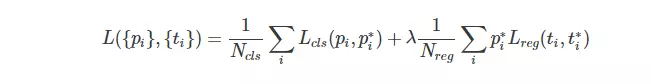 L({p_i}, {t_i}) = \frac{1}{N_{cls}} \sum_i L_{cls}(p_i, p_i^*) + λ \frac{1}{N_{reg}} \sum_i p_i^* L_{reg}(t_i, t_i^*)